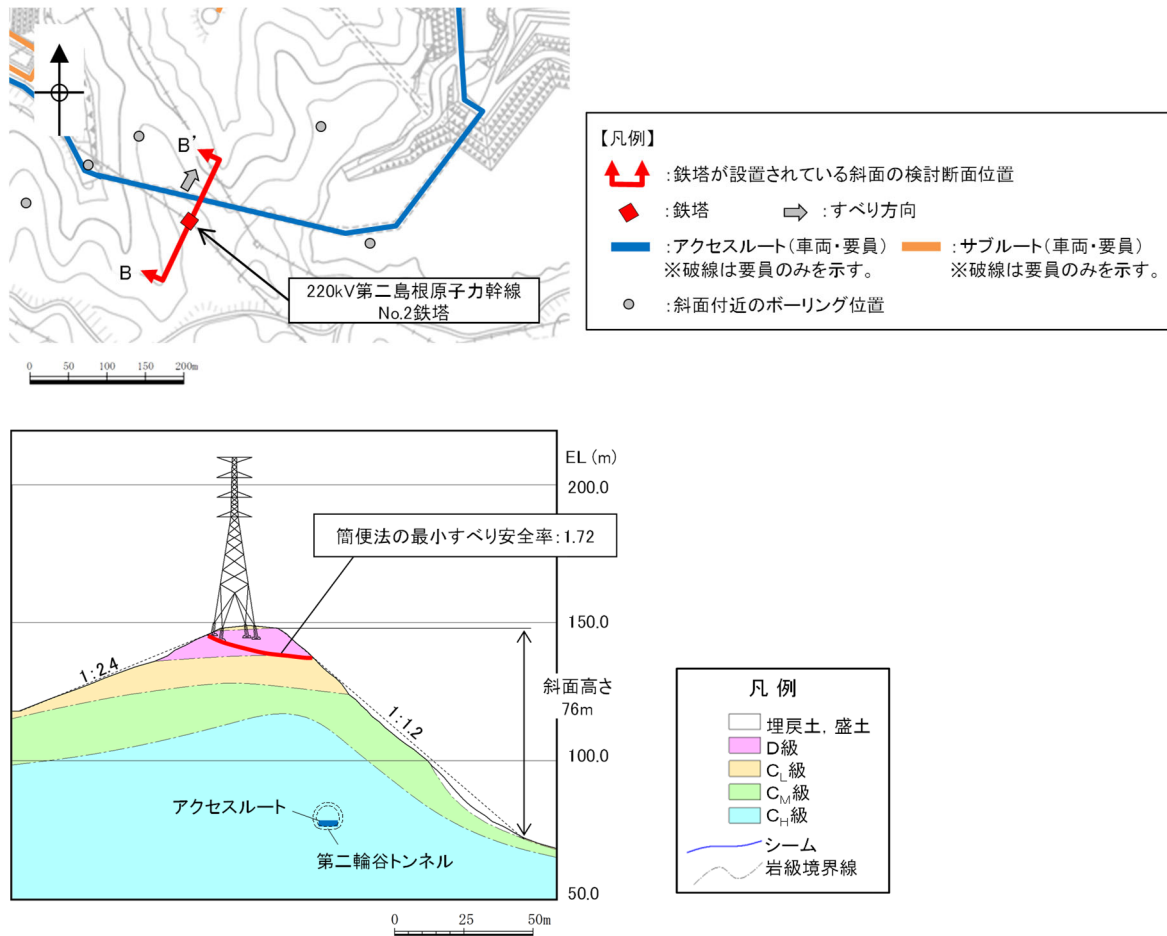 B'
B
220kV第二島根原子力幹線
No.2鉄塔
0 50 100 150 200m
【凡例】
:鉄塔が設置されている斜面の検討断面位置
:鉄塔
:すべり方向
:アクセスルート(車両・要員)
※破線は要員のみを示す。
:サブルート(車両・要員)
※破線は要員のみを示す。
:斜面付近のボーリング位置
EL (m)
200.0
簡便法の最小すべり安全率:1.72
150.0
1:2.4
斜面高さ
76m
1:1.2
100.0
アクセスルート
第二輪谷トンネル
50.0
0 25 50m
凡 例
埋戻土, 盛土
D級
CL級
CM級
CH級
シーム
岩級境界線